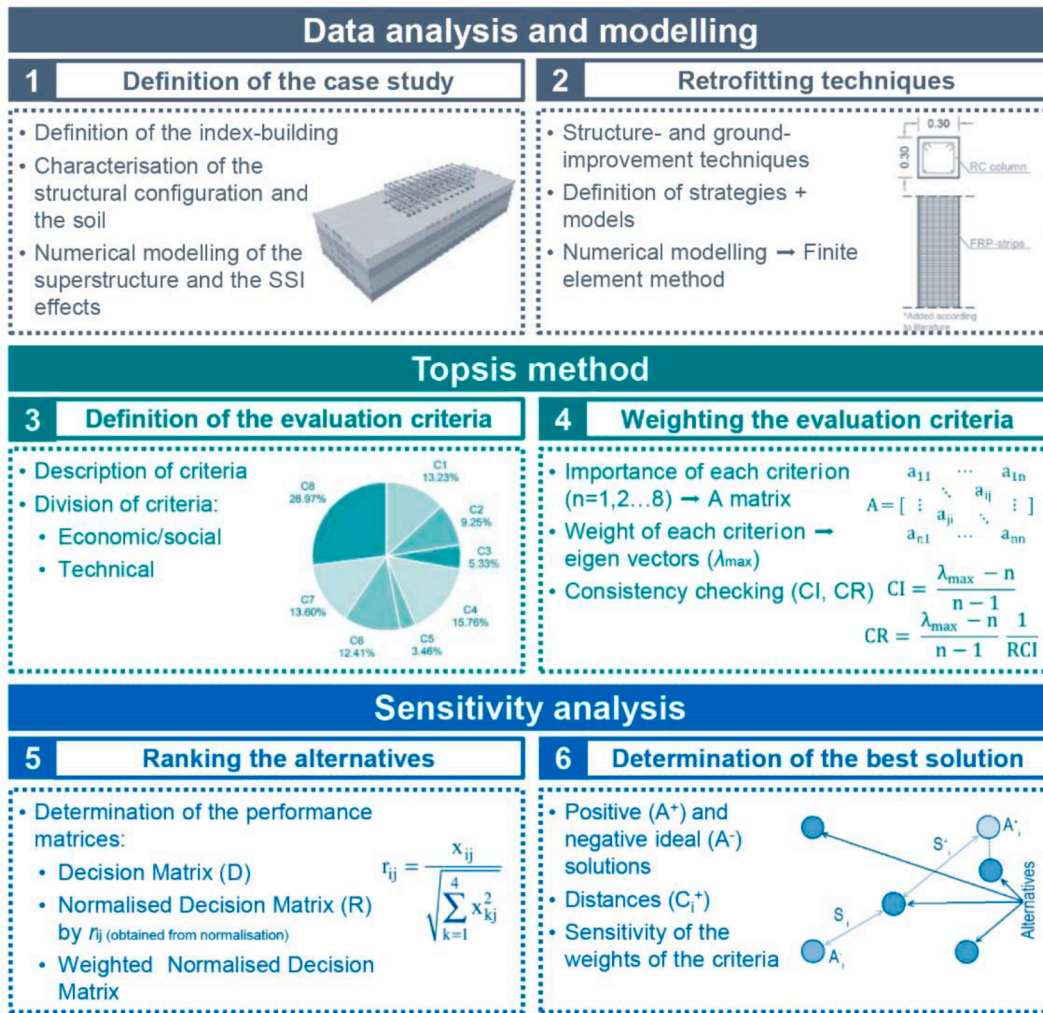 Data analysis and modelling
1 Definition of the case study
• Definition of the index-building
• Characterisation of the
structural configuration and
the soil
• Numerical modelling of the
superstructure and the SSI
effects
2 Retrofitting techniques
• Structure- and ground-
improvement techniques
• Definition of strategies +
models
• Numerical modelling → Finite
element method
0.30
0.30
RC column
FRP-strips
*Added according
to literature
Topsis method
3 Definition of the evaluation criteria
• Description of criteria
• Division of criteria:
• Economic/social
• Technical
C1
13.23%
C2
9.25%
C3
5.33%
C4
15.76%
C5
3.46%
C6
12.41%
C7
13.60%
C8
26.97%
4 Weighting the evaluation criteria
• Importance of each criterion
(n=1,2…8) → A matrix
• Weight of each criterion →
eigen vectors (λmax)
• Consistency checking (CI, CR)
a11 ⋯ a1n
⋱ aij
A = [ ⋮ ⋮ ]
aji ⋱
an1 ⋯ ann
CI = (λmax − n)/(n − 1)
CR = (λmax − n)/(n − 1) 1/RCI
Sensitivity analysis
5 Ranking the alternatives
• Determination of the performance
matrices:
• Decision Matrix (D)
• Normalised Decision Matrix (R)
by rij (obtained from normalisation)
• Weighted Normalised Decision
Matrix
rij = xij / √(∑ k=1 4 x²kj)
6 Determination of the best solution
• Positive (A⁺) and
negative ideal (A⁻)
solutions
• Distances (Ci⁺)
• Sensitivity of the
weights of the criteria
A⁺i
S⁺i
S⁻i
A⁻i
Alternatives